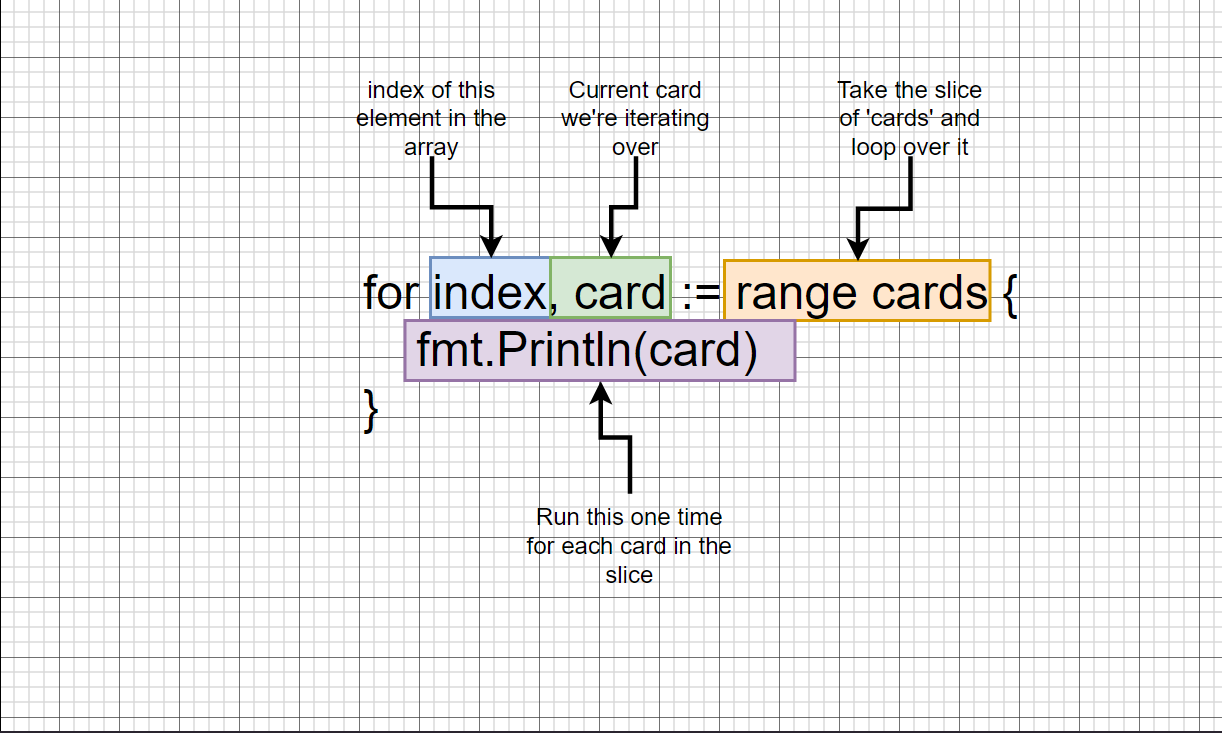 index of this
element in the
array
Current card
we're iterating
over
Take the slice
of 'cards' and
loop over it
for index, card := range cards {
fmt.Println(card)
}
Run this one time
for each card in the
slice